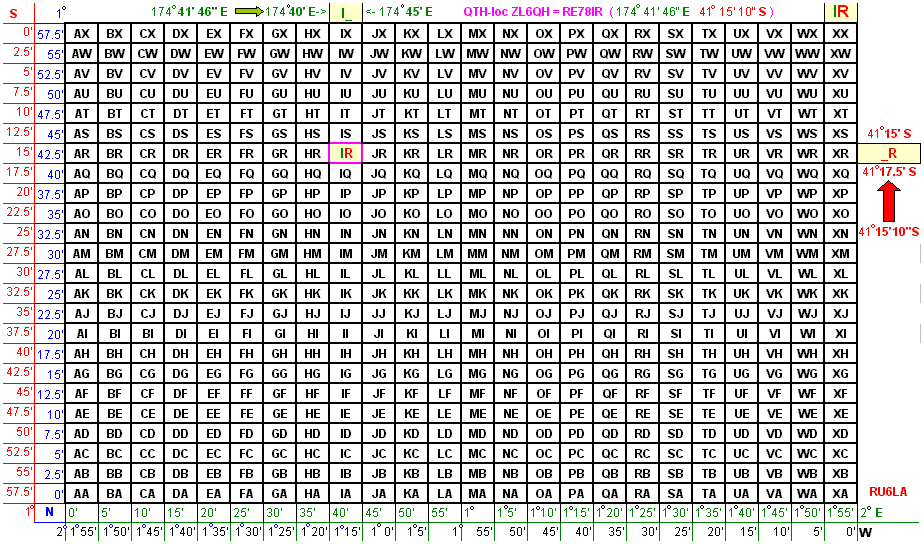 S 1° 174°41' 46" E 174°40' E-> I_ <- 174°45' E QTH-loc ZL6QH = RE78IR ( 174°41'46" E 41°15'10" S ) IR
0' 57.5' AX BX CX DX EX FX GX HX IX JX KX LX MX NX OX PX QX RX SX TX UX VX WX XX
2.5' 55' AW BW CW DW EW FW GW HW IW JW KW LW MW NW OW PW QW RW SW TW UW VW WW XW
5' 52.5' AV BV CV DV EV FV GV HV IV JV KV LV MV NV OV PV QV RV SV TV UV VV WV XV
7.5' 50' AU BU CU DU EU FU GU HU IU JU KU LU MU NU OU PU QU RU SU TU UU VU WU XU
10' 47.5' AT BT CT DT ET FT GT HT IT JT KT LT MT NT OT PT QT RT ST TT UT VT WT XT
12.5' 45' AS BS CS DS ES FS GS HS IS JS KS LS MS NS OS PS QS RS SS TS US VS WS XS 41°15' S
15' 42.5' AR BR CR DR ER FR GR HR IR JR KR LR MR NR OR PR QR RR SR TR UR VR WR XR _R
17.5' 40' AQ BQ CQ DQ EQ FQ GQ HQ IQ JQ KQ LQ MQ NQ OQ PQ QQ RQ SQ TQ UQ VQ WQ XQ 41°17.5' S
20' 37.5' AP BP CP DP EP FP GP HP IP JP KP LP MP NP OP PP QP RP SP TP UP VP WP XP
22.5' 35' AO BO CO DO EO FO GO HO IO JO KO LO MO NO OO PO QO RO SO TO UO VO WO XO
25' 32.5' AN BN CN DN EN FN GN HN IN JN KN LN MN NN ON PN QN RN SN TN UN VN WN XN 41°15'10"S
27.5' 30' AM BM CM DM EM FM GM HM IM JM KM LM MM NM OM PM QM RM SM TM UM VM WM XM
30' 27.5' AL BL CL DL EL FL GL HL IL JL KL LL ML NL OL PL QL RL SL TL UL VL WL XL
32.5' 25' AK BK CK DK EK FK GK HK IK JK KK LK MK NK OK PK QK RK SK TK UK VK WK XK
35' 22.5' AJ BJ CJ DJ EJ FJ GJ HJ IJ JJ KJ LJ MJ NJ OJ PJ QJ RJ SJ TJ UJ VJ WJ XJ
37.5' 20' AI BI BI DI EI FI GI HI II JI KI LI MI NI OI PI QI RI SI TI UI VI WI XI
40' 17.5' AH BH CH DH EH FH GH HH IH JH KH LH MH NH OH PH QH RH SH TH UH VH WH XH
42.5' 15' AG BG CG DG EG FG GG HG IG JG KG LG MG NG OG PG QG RG SG TG UG VG WG XG
45' 12.5' AF BF CF DF EF FF GF HF IF JF KF LF MF NF OF PF QF RF SF TF UF VF WF XF
47.5' 10' AE BE CE DE EE FE GE HE IE JE KE LE ME NE OE PE QE RE SE TE UE VE WE XE
50' 7.5' AD BD CD DD ED FD GD HD ID JD KD LD MD ND OD PD QD RD SD TD UD VD WD XD
52.5' 5' AC BC CC DC EC FC GC HC IC JC KC LC MC NC OC PC QC RC SC TC UC VC WC XC
55' 2.5' AB BB CB DB EB FB GB HB IB JB KB LB MB NB OB PB QB RB SB TB UB VB WB XB
57.5' 0' AA BA CA DA EA FA GA HA IA JA KA LA MA NA OA PA QA RA SA TA UA VA WA XA RU6LA
1° N 0' 5' 10' 15' 20' 25' 30' 35' 40' 45' 50' 55' 1° 1°5' 1°10' 1°15' 1°20' 1°25' 1°30' 1°35' 1°40' 1°45' 1°50' 1°55' 2° E
2° 1°55' 1°50' 1°45' 1°40' 1°35' 1°30' 1°25' 1°20' 1°15' 1° 0' 1° 5' 1° 55' 50' 45' 40' 35' 30' 25' 20' 15' 10' 5' 0' W